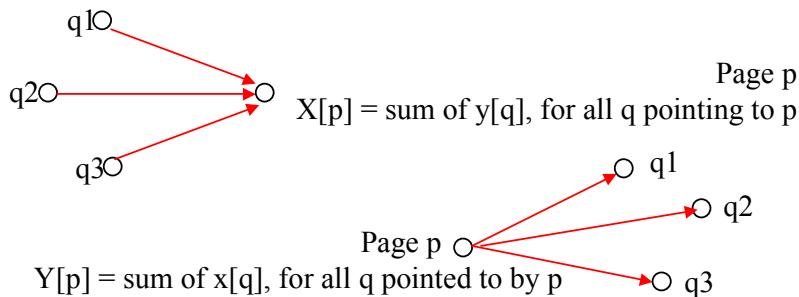 q1
Page p
q2
X[p] = sum of y[q], for all q pointing to p
q3
q1
q2
Page p
Y[p] = sum of x[q], for all q pointed to by p
q3